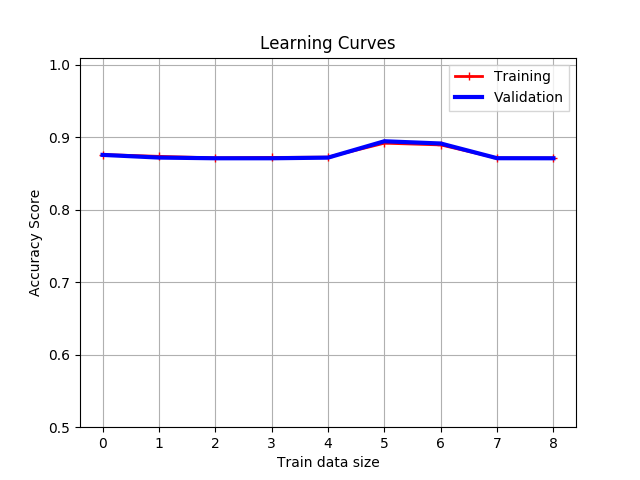 Learning Curves
Training
Validation
1.0
0.9
0.8
0.7
0.6
0.5
Accuracy Score
0 1 2 3 4 5 6 7 8
Train data size